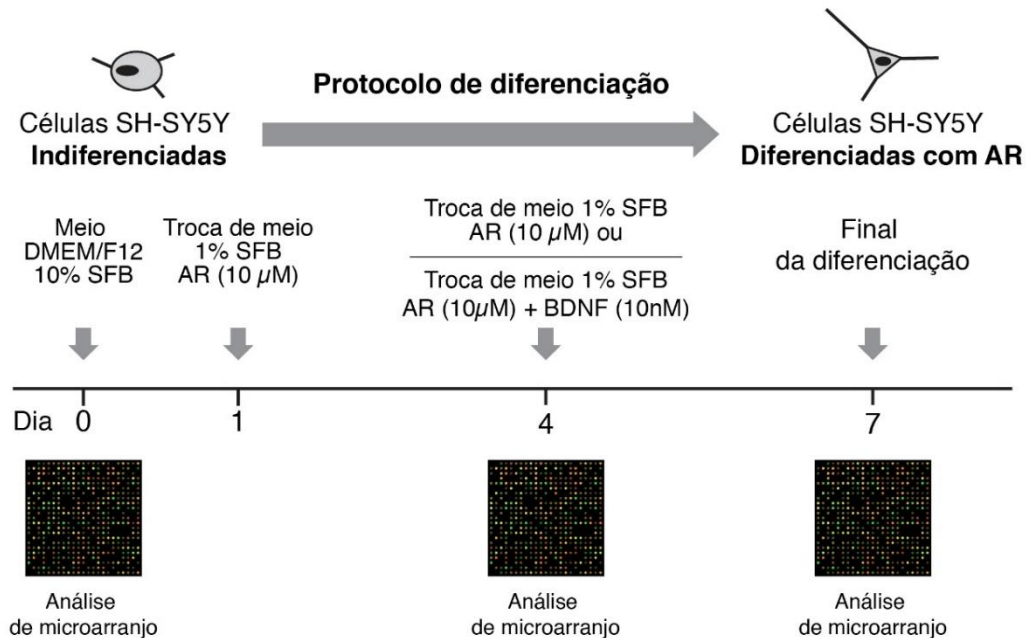 Protocolo de diferenciação
Células SH-SY5Y
Indiferenciadas
Células SH-SY5Y
Diferenciadas com AR
Meio
DMEM/F12
10% SFB
Troca de meio
1% SFB
AR (10 µM)
Troca de meio 1% SFB
AR (10 µM) ou
Troca de meio 1% SFB
AR (10µM) + BDNF (10nM)
Final
da diferenciação
Dia 0 1 4 7
Análise
de microarranjo
Análise
de microarranjo
Análise
de microarranjo